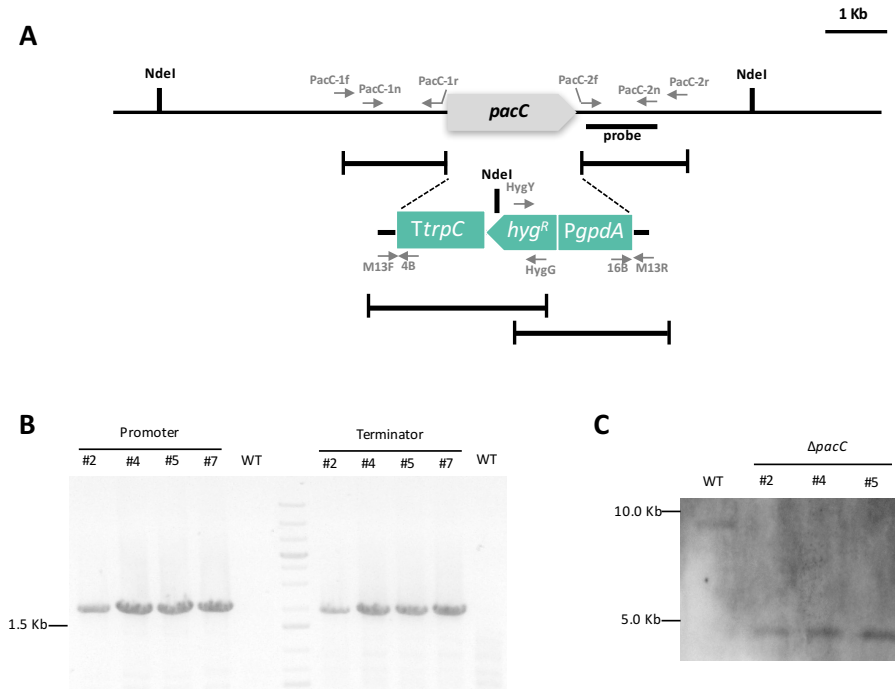 A
1 Kb
NdeI
PacC-1f
PacC-1n
PacC-1r
pacC
PacC-2f
PacC-2n
PacC-2r
NdeI
probe
NdeI
HygY
TtrpC
hygᴿ
PgpdA
M13F
4B
HygG
16B
M13R
B
Promoter
Terminator
#2 #4 #5 #7 WT
#2 #4 #5 #7 WT
1.5 Kb
C
ΔpacC
WT #2 #4 #5
10.0 Kb
5.0 Kb